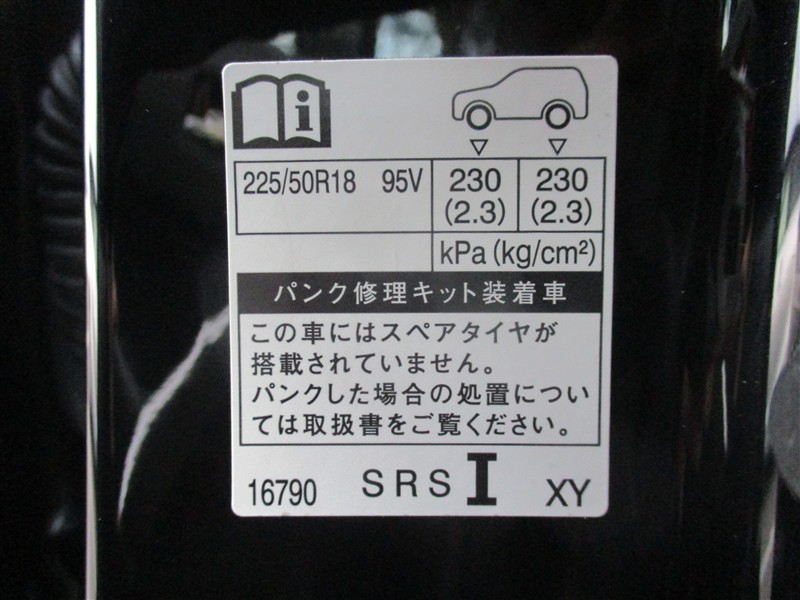 225/50R18 95V 230 230
(2.3) (2.3)
kPa(kg/cm²)
パンク修理キット装着車
この車にはスペアタイヤが
搭載されていません。
パンクした場合の処置につい
ては取扱書をご覧ください。
16790 SRS I XY